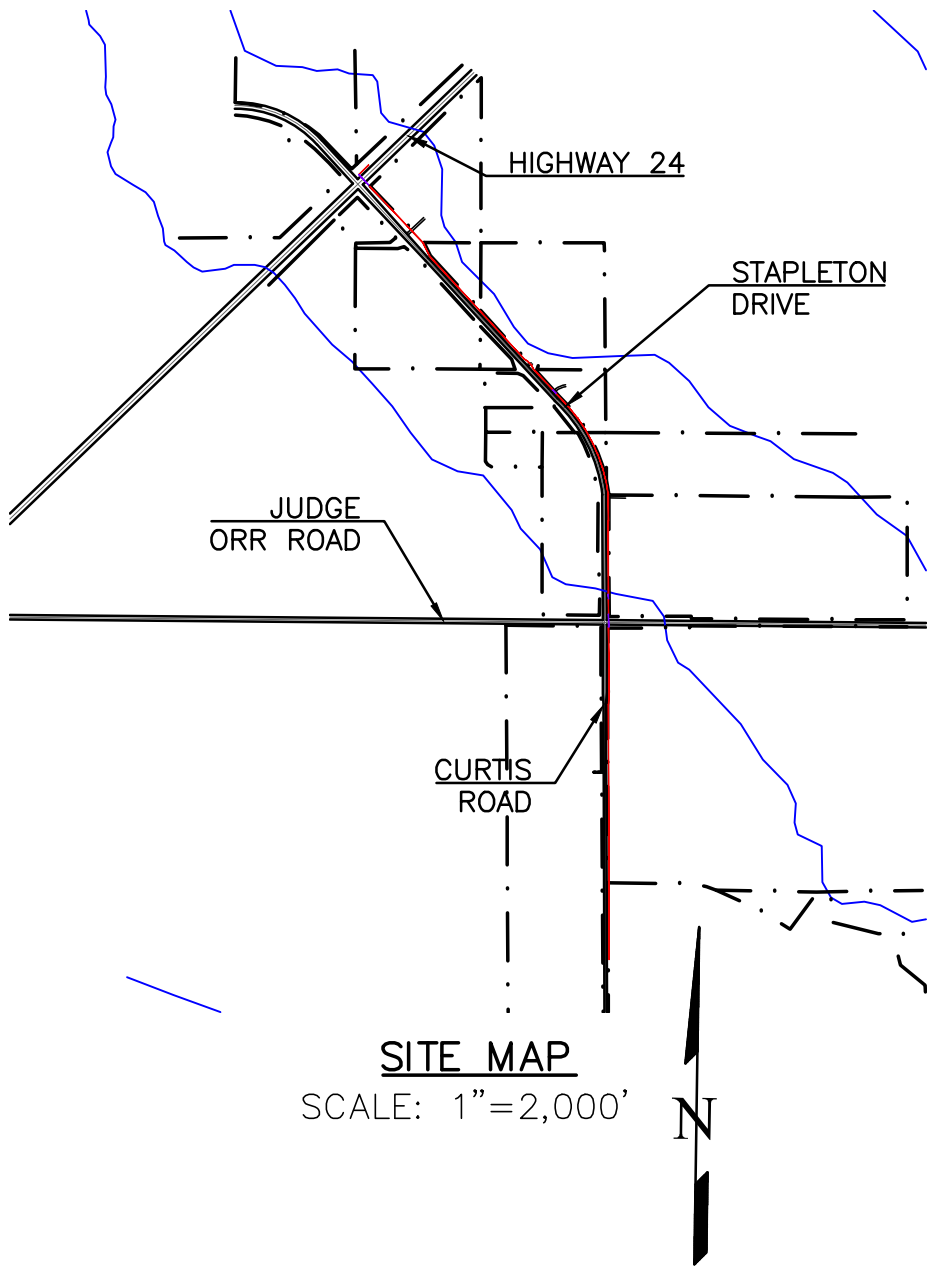 HIGHWAY 24
STAPLETON
DRIVE
JUDGE
ORR ROAD
CURTIS
ROAD
SITE MAP
SCALE: 1"=2,000'
N